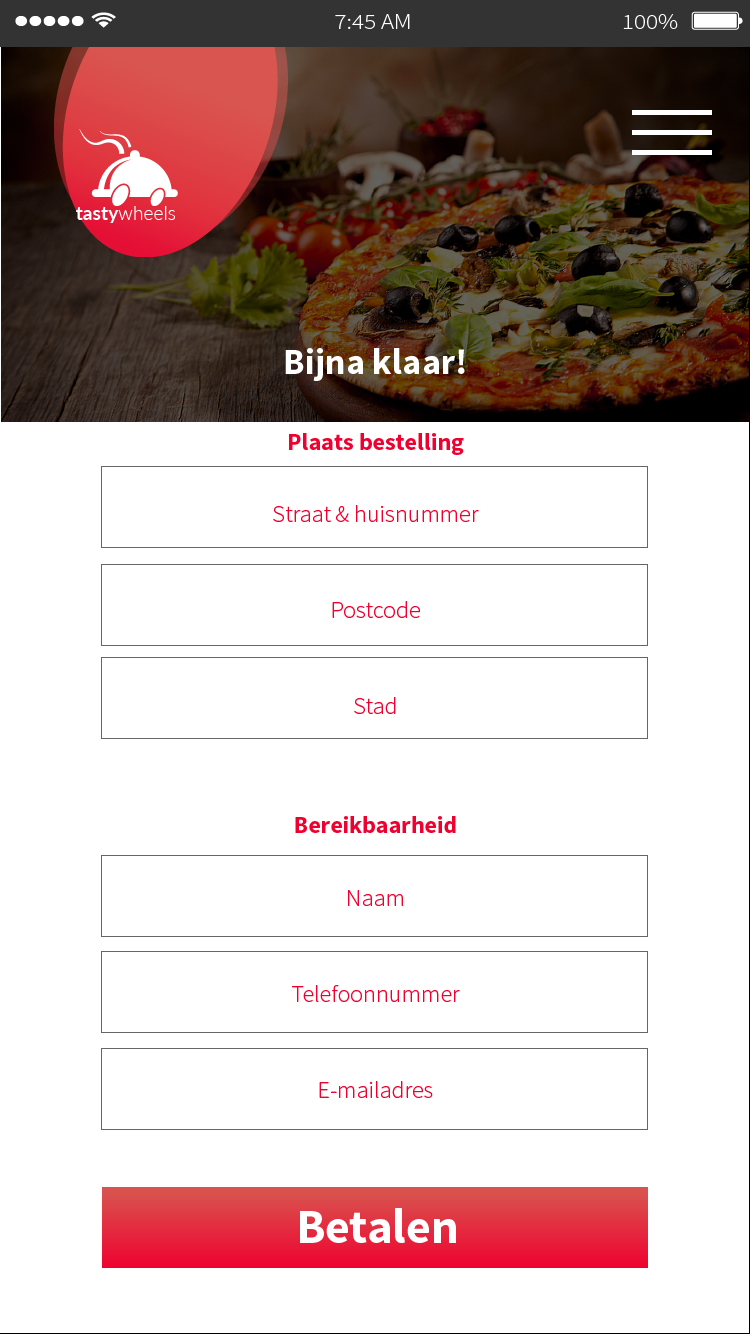 7:45 AM
100%
tastywheels
Bijna klaar!
Plaats bestelling
Straat & huisnummer
Postcode
Stad
Bereikbaarheid
Naam
Telefoonnummer
E-mailadres
Betalen